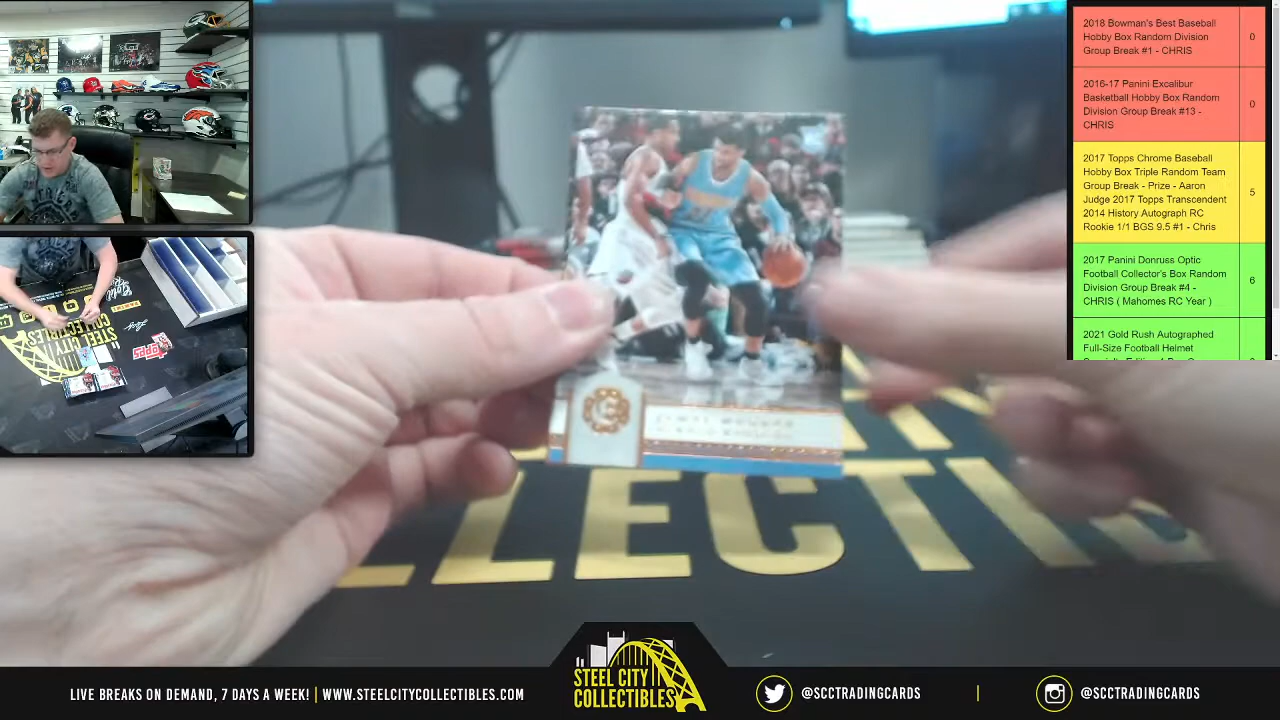 2018 Bowman's Best Baseball
Hobby Box Random Division
Group Break #1 - CHRIS
0
2016-17 Panini Excalibur
Basketball Hobby Box Random
Division Group Break #13 -
CHRIS
0
2017 Topps Chrome Baseball
Hobby Box Triple Random Team
Group Break - Prize - Aaron
Judge 2017 Topps Transcendent
2014 History Autograph RC
Rookie 1/1 BGS 9.5 #1 - Chris
5
2017 Panini Donruss Optic
Football Collector's Box Random
Division Group Break #4 -
CHRIS ( Mahomes RC Year )
6
2021 Gold Rush Autographed
Full-Size Football Helmet
STEEL CITY
COLLECTIBLES
Topps
LLECTIB
LIVE BREAKS ON DEMAND, 7 DAYS A WEEK! | WWW.STEELCITYCOLLECTIBLES.COM
STEEL CITY
COLLECTIBLES
@SCCTRADINGCARDS
|
@SCCTRADINGCARDS